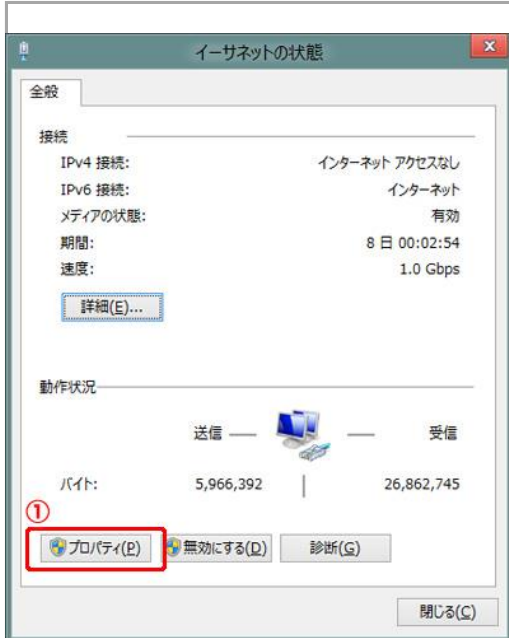 イーサネットの状態
全般
接続
IPv4 接続: インターネット アクセスなし
IPv6 接続: インターネット
メディアの状態: 有効
期間: 8 日 00:02:54
速度: 1.0 Gbps
詳細(E)...
動作状況
送信 受信
バイト: 5,966,392 26,862,745
①
プロパティ(P) 無効にする(D) 診断(G)
閉じる(C)